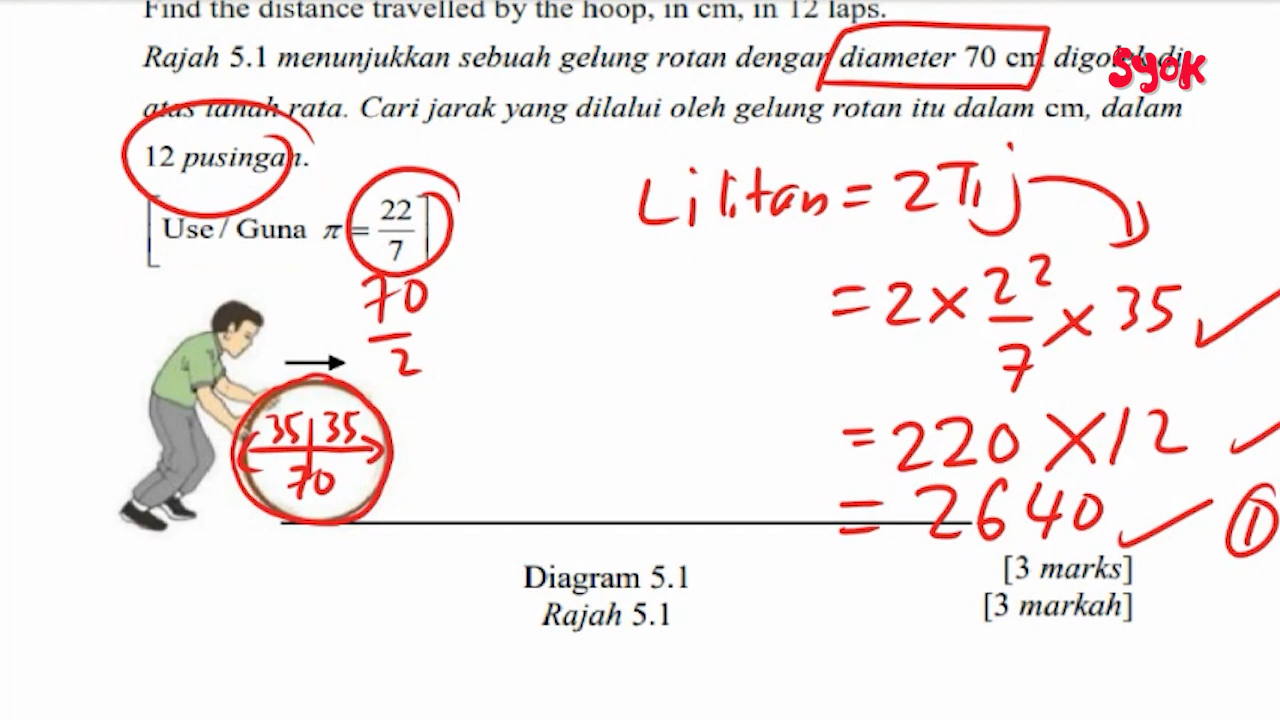 Find the distance travelled by the hoop, in cm, in 12 laps.
Rajah 5.1 menunjukkan sebuah gelung rotan dengan diameter 70 cm digolek di
Syok
atas tanah rata. Cari jarak yang dilalui oleh gelung rotan itu dalam cm, dalam
12 pusingan.
[Use / Guna π = 22/7]
Lilitan = 2πj
70/2
= 2 × 22/7 × 35 ✓
35 | 35
70
= 220 × 12 ✓
= 2640 ✓ ①
Diagram 5.1
Rajah 5.1
[3 marks]
[3 markah]